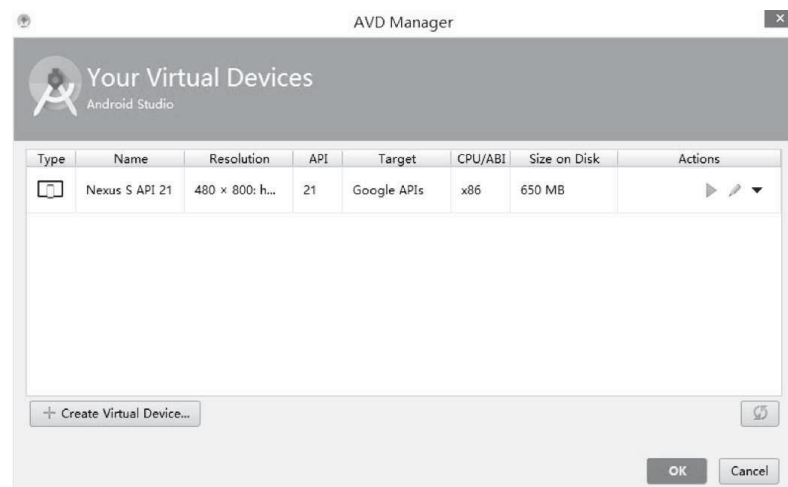 AVD Manager
Your Virtual Devices
Android Studio
Type Name Resolution API Target CPU/ABI Size on Disk Actions
Nexus S API 21 480 × 800: h... 21 Google APIs x86 650 MB
Create Virtual Device...
OK Cancel